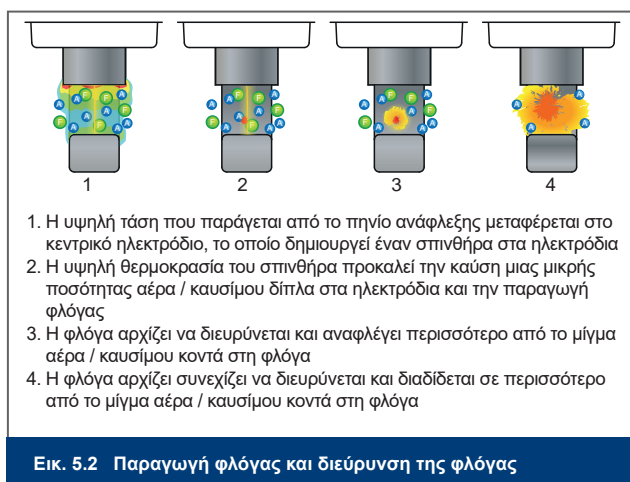 A F A F A F A A F F A A A
A F A F A F A A F F A A A
A F A F A F A A F F A A A
A A A A
1 2 3 4
1. Η υψηλή τάση που παράγεται από το πηνίο ανάφλεξης μεταφέρεται στο
κεντρικό ηλεκτρόδιο, το οποίο δημιουργεί έναν σπινθήρα στα ηλεκτρόδια
2. Η υψηλή θερμοκρασία του σπινθήρα προκαλεί την καύση μιας μικρής
ποσότητας αέρα / καυσίμου δίπλα στα ηλεκτρόδια και την παραγωγή
φλόγας
3. Η φλόγα αρχίζει να διευρύνεται και αναφλέγει περισσότερο από το μίγμα
αέρα / καυσίμου κοντά στη φλόγα
4. Η φλόγα αρχίζει συνεχίζει να διευρύνεται και διαδίδεται σε περισσότερο
από το μίγμα αέρα / καυσίμου κοντά στη φλόγα
Εικ. 5.2 Παραγωγή φλόγας και διεύρυνση της φλόγας